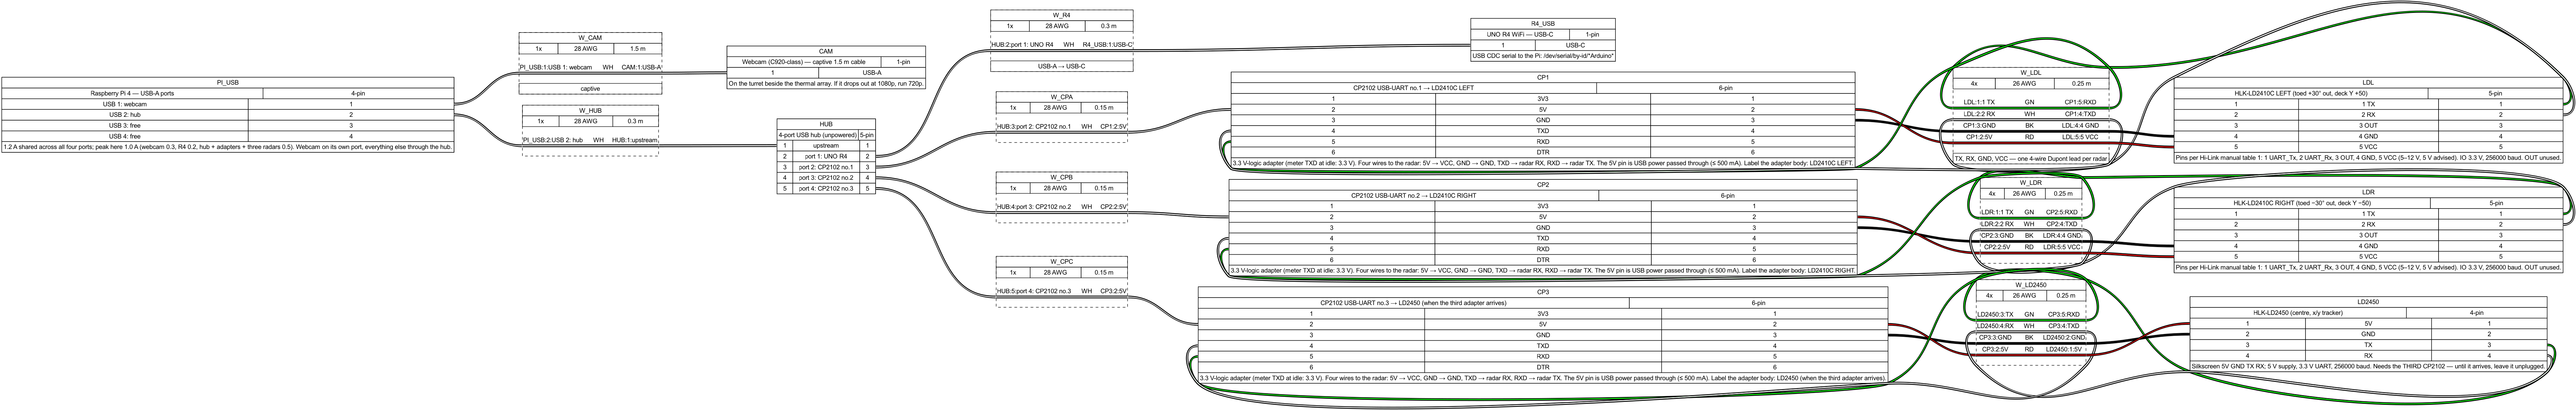 PI_USB
Raspberry Pi 4 — USB-A ports 4-pin
USB 1: webcam 1
USB 2: hub 2
USB 3: free 3
USB 4: free 4
1.2 A shared across all four ports; peak here 1.0 A (webcam 0.3, R4 0.2, hub + adapters + three radars 0.5). Webcam on its own port, everything else through the hub.
W_CAM
1x 28 AWG 1.5 m
PI_USB:1:USB 1: webcam WH CAM:1:USB-A
captive
W_HUB
1x 28 AWG 0.3 m
PI_USB:2:USB 2: hub WH HUB:1:upstream
CAM
Webcam (C920-class) — captive 1.5 m cable 1-pin
1 USB-A
On the turret beside the thermal array. If it drops out at 1080p, run 720p.
HUB
4-port USB hub (unpowered) 5-pin
1 upstream 1
2 port 1: UNO R4 2
3 port 2: CP2102 no.1 3
4 port 3: CP2102 no.2 4
5 port 4: CP2102 no.3 5
W_R4
1x 28 AWG 0.3 m
HUB:2:port 1: UNO R4 WH R4_USB:1:USB-C
USB-A → USB-C
W_CPA
1x 28 AWG 0.15 m
HUB:3:port 2: CP2102 no.1 WH CP1:2:5V
W_CPB
1x 28 AWG 0.15 m
HUB:4:port 3: CP2102 no.2 WH CP2:2:5V
W_CPC
1x 28 AWG 0.15 m
HUB:5:port 4: CP2102 no.3 WH CP3:2:5V
R4_USB
UNO R4 WiFi — USB-C 1-pin
1 USB-C
USB CDC serial to the Pi: /dev/serial/by-id/*Arduino*
CP1
CP2102 USB-UART no.1 → LD2410C LEFT 6-pin
1 3V3 1
2 5V 2
3 GND 3
4 TXD 4
5 RXD 5
6 DTR 6
3.3 V-logic adapter (meter TXD at idle: 3.3 V). Four wires to the radar: 5V → VCC, GND → GND, TXD → radar RX, RXD → radar TX. The 5V pin is USB power passed through (≤ 500 mA). Label the adapter body: LD2410C LEFT.
CP2
CP2102 USB-UART no.2 → LD2410C RIGHT 6-pin
1 3V3 1
2 5V 2
3 GND 3
4 TXD 4
5 RXD 5
6 DTR 6
3.3 V-logic adapter (meter TXD at idle: 3.3 V). Four wires to the radar: 5V → VCC, GND → GND, TXD → radar RX, RXD → radar TX. The 5V pin is USB power passed through (≤ 500 mA). Label the adapter body: LD2410C RIGHT.
CP3
CP2102 USB-UART no.3 → LD2450 (when the third adapter arrives) 6-pin
1 3V3 1
2 5V 2
3 GND 3
4 TXD 4
5 RXD 5
6 DTR 6
3.3 V-logic adapter (meter TXD at idle: 3.3 V). Four wires to the radar: 5V → VCC, GND → GND, TXD → radar RX, RXD → radar TX. The 5V pin is USB power passed through (≤ 500 mA). Label the adapter body: LD2450 (when the third adapter arrives).
W_LDL
4x 26 AWG 0.25 m
LDL:1:1 TX GN CP1:5:RXD
LDL:2:2 RX WH CP1:4:TXD
CP1:3:GND BK LDL:4:4 GND
CP1:2:5V RD LDL:5:5 VCC
TX, RX, GND, VCC — one 4-wire Dupont lead per radar
W_LDR
4x 26 AWG 0.25 m
LDR:1:1 TX GN CP2:5:RXD
LDR:2:2 RX WH CP2:4:TXD
CP2:3:GND BK LDR:4:4 GND
CP2:2:5V RD LDR:5:5 VCC
W_LD2450
4x 26 AWG 0.25 m
LD2450:3:TX GN CP3:5:RXD
LD2450:4:RX WH CP3:4:TXD
CP3:3:GND BK LD2450:2:GND
CP3:2:5V RD LD2450:1:5V
LDL
HLK-LD2410C LEFT (toed +30° out, deck Y +50) 5-pin
1 1 TX 1
2 2 RX 2
3 3 OUT 3
4 4 GND 4
5 5 VCC 5
Pins per Hi-Link manual table 1: 1 UART_Tx, 2 UART_Rx, 3 OUT, 4 GND, 5 VCC (5–12 V, 5 V advised). IO 3.3 V, 256000 baud. OUT unused.
LDR
HLK-LD2410C RIGHT (toed −30° out, deck Y −50) 5-pin
1 1 TX 1
2 2 RX 2
3 3 OUT 3
4 4 GND 4
5 5 VCC 5
Pins per Hi-Link manual table 1: 1 UART_Tx, 2 UART_Rx, 3 OUT, 4 GND, 5 VCC (5–12 V, 5 V advised). IO 3.3 V, 256000 baud. OUT unused.
LD2450
HLK-LD2450 (centre, x/y tracker) 4-pin
1 5V 1
2 GND 2
3 TX 3
4 RX 4
Silkscreen 5V GND TX RX; 5 V supply, 3.3 V UART, 256000 baud. Needs the THIRD CP2102 — until it arrives, leave it unplugged.